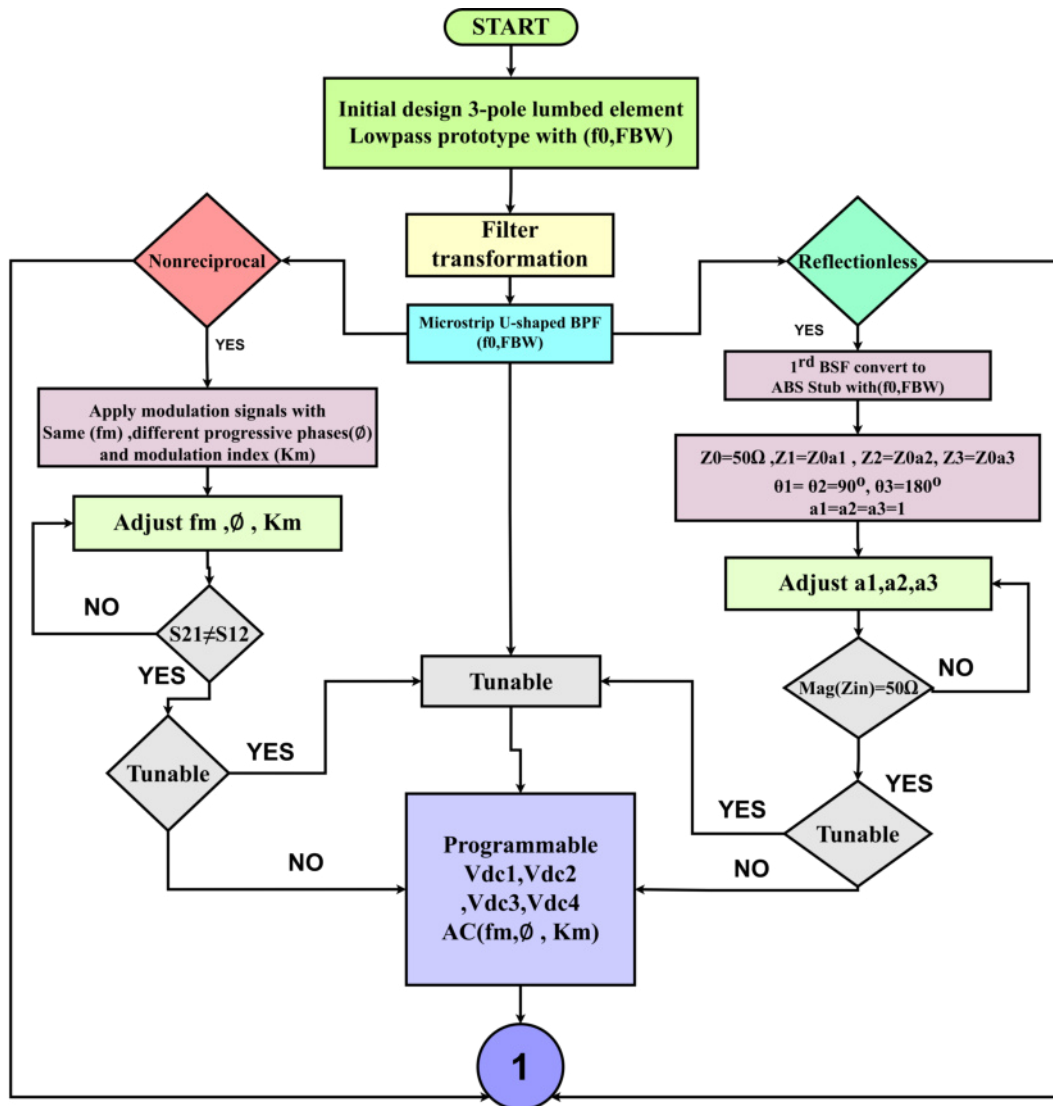 START
Initial design 3-pole lumbed element
Lowpass prototype with (f0,FBW)
Filter
transformation
Nonreciprocal
Reflectionless
Microstrip U-shaped BPF
(f0,FBW)
YES
YES
1rd BSF convert to
ABS Stub with(f0,FBW)
Apply modulation signals with
Same (fm) ,different progressive phases(Ø)
and modulation index (Km)
Z0=50Ω ,Z1=Z0a1 , Z2=Z0a2, Z3=Z0a3
θ1= θ2=90º, θ3=180º
a1=a2=a3=1
Adjust fm ,Ø , Km
Adjust a1,a2,a3
NO
S21≠S12
YES
Tunable
Mag(Zin)=50Ω
NO
Tunable
YES
YES
YES
Tunable
NO
NO
Programmable
Vdc1,Vdc2
,Vdc3,Vdc4
AC(fm,Ø , Km)
1